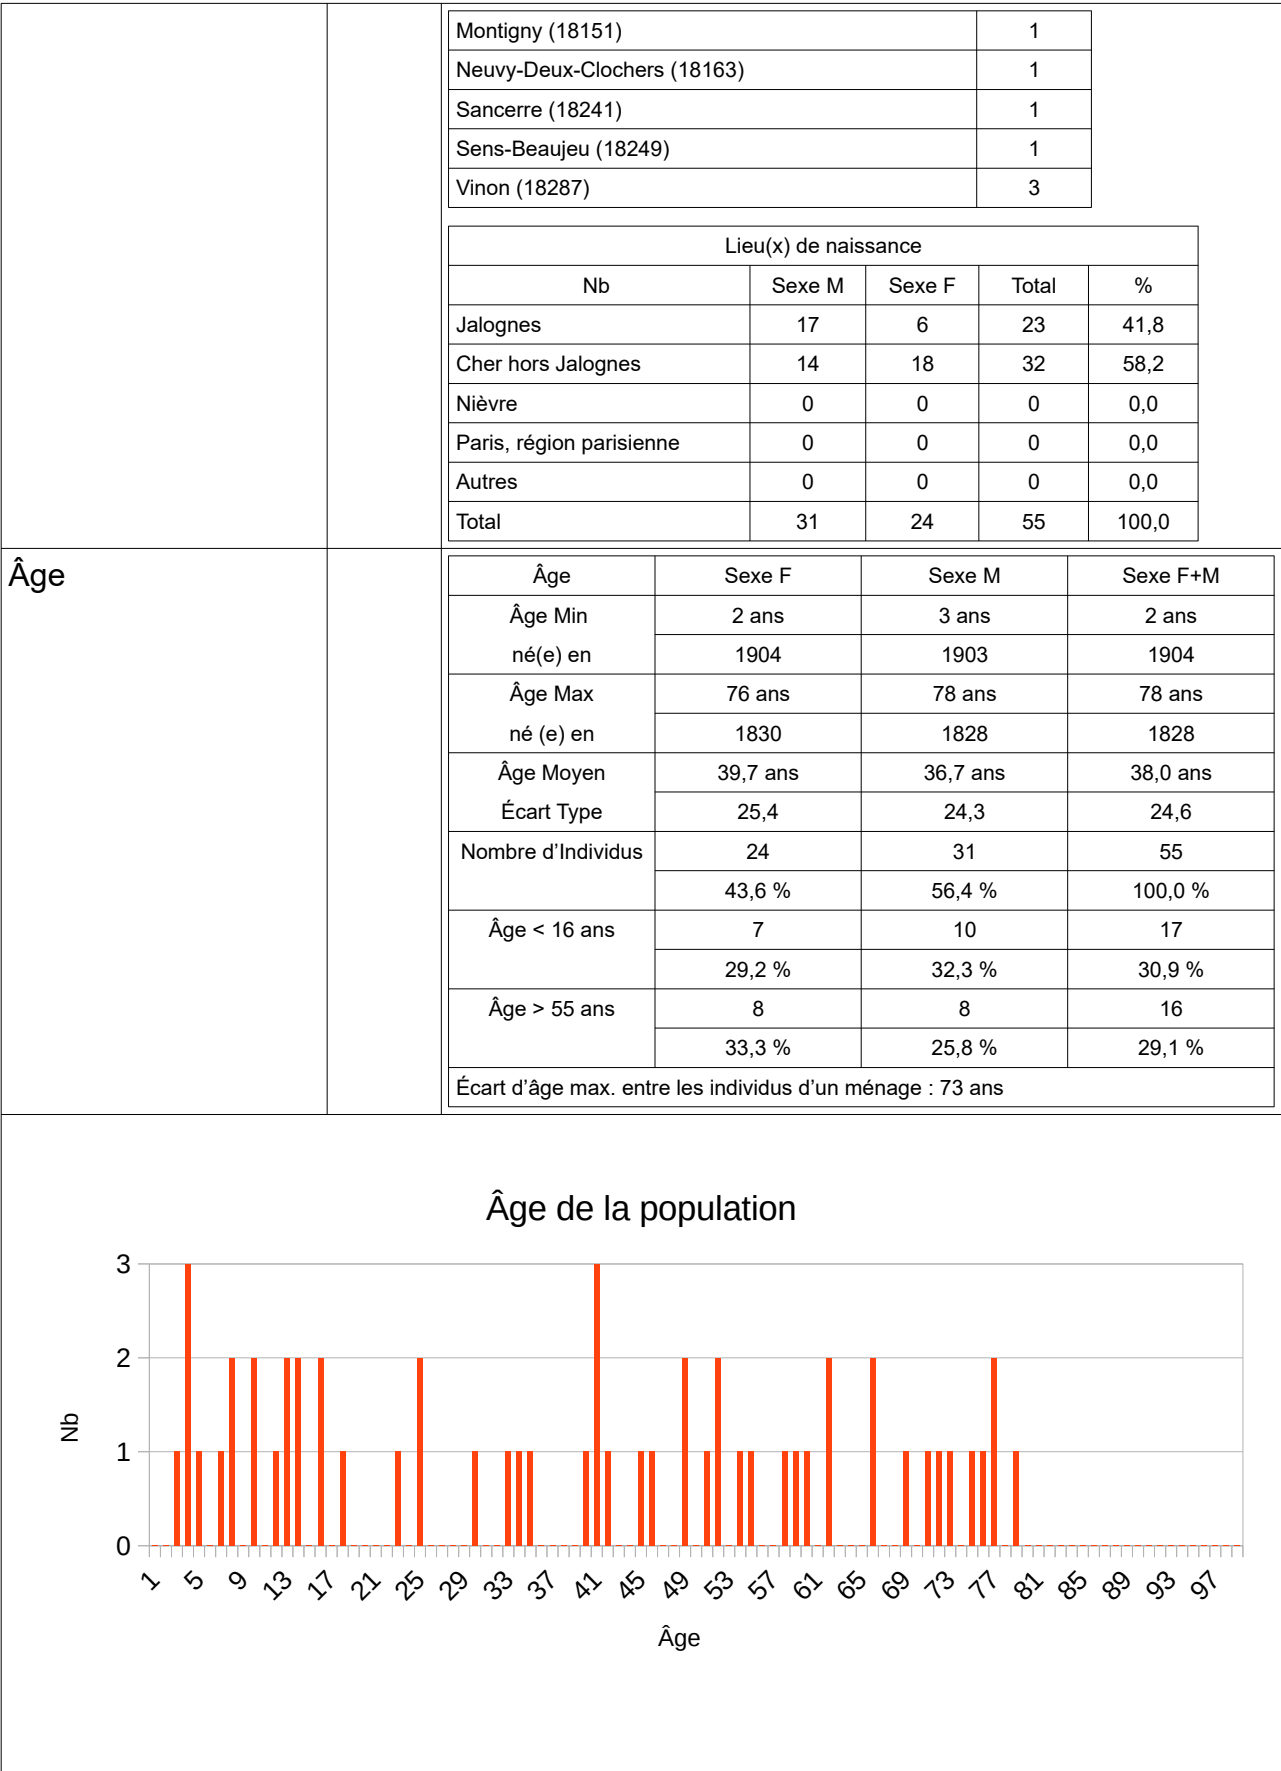 Montigny (18151) 1
Neuvy-Deux-Clochers (18163) 1
Sancerre (18241) 1
Sens-Beaujeu (18249) 1
Vinon (18287) 3
Lieu(x) de naissance
Nb Sexe M Sexe F Total %
Jalognes 17 6 23 41,8
Cher hors Jalognes 14 18 32 58,2
Nièvre 0 0 0 0,0
Paris, région parisienne 0 0 0 0,0
Autres 0 0 0 0,0
Total 31 24 55 100,0
Âge
Âge Sexe F Sexe M Sexe F+M
Âge Min 2 ans 3 ans 2 ans
né(e) en 1904 1903 1904
Âge Max 76 ans 78 ans 78 ans
né (e) en 1830 1828 1828
Âge Moyen 39,7 ans 36,7 ans 38,0 ans
Écart Type 25,4 24,3 24,6
Nombre d’Individus 24 31 55
43,6 % 56,4 % 100,0 %
Âge < 16 ans 7 10 17
29,2 % 32,3 % 30,9 %
Âge > 55 ans 8 8 16
33,3 % 25,8 % 29,1 %
Écart d’âge max. entre les individus d’un ménage : 73 ans
Âge de la population
3
2
1
0
Nb
1 5 9 13 17 21 25 29 33 37 41 45 49 53 57 61 65 69 73 77 81 85 89 93 97
Âge